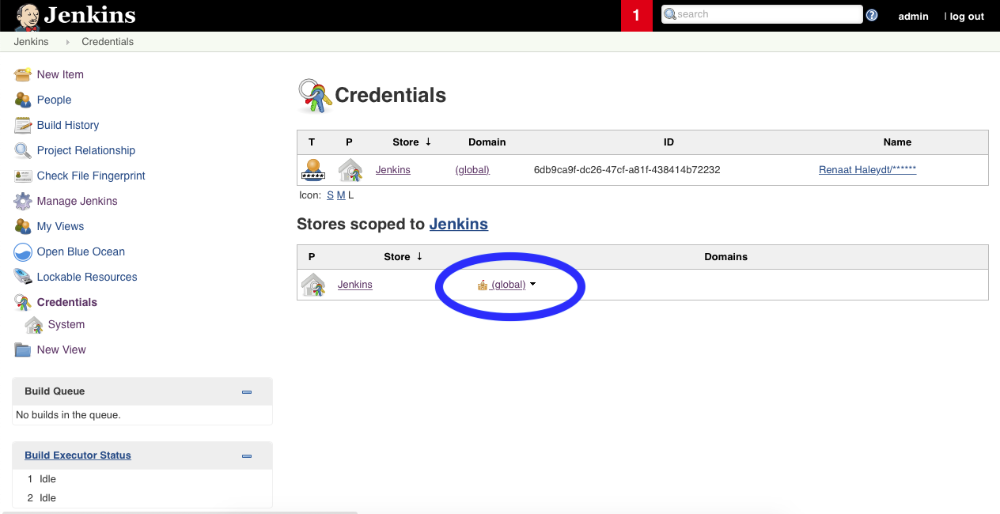 Jenkins
1
search
?
admin
| log out
Jenkins
Credentials
New Item
People
Build History
Project Relationship
Check File Fingerprint
Manage Jenkins
My Views
Open Blue Ocean
Lockable Resources
Credentials
System
New View
Build Queue
No builds in the queue.
Build Executor Status
1 Idle
2 Idle
Credentials
T P Store ↓ Domain ID Name
Jenkins (global) 6db9ca9f-dc26-47cf-a81f-438414b72232 Renaat Haleydt/******
Icon: S M L
Stores scoped to Jenkins
P Store ↓ Domains
Jenkins (global)